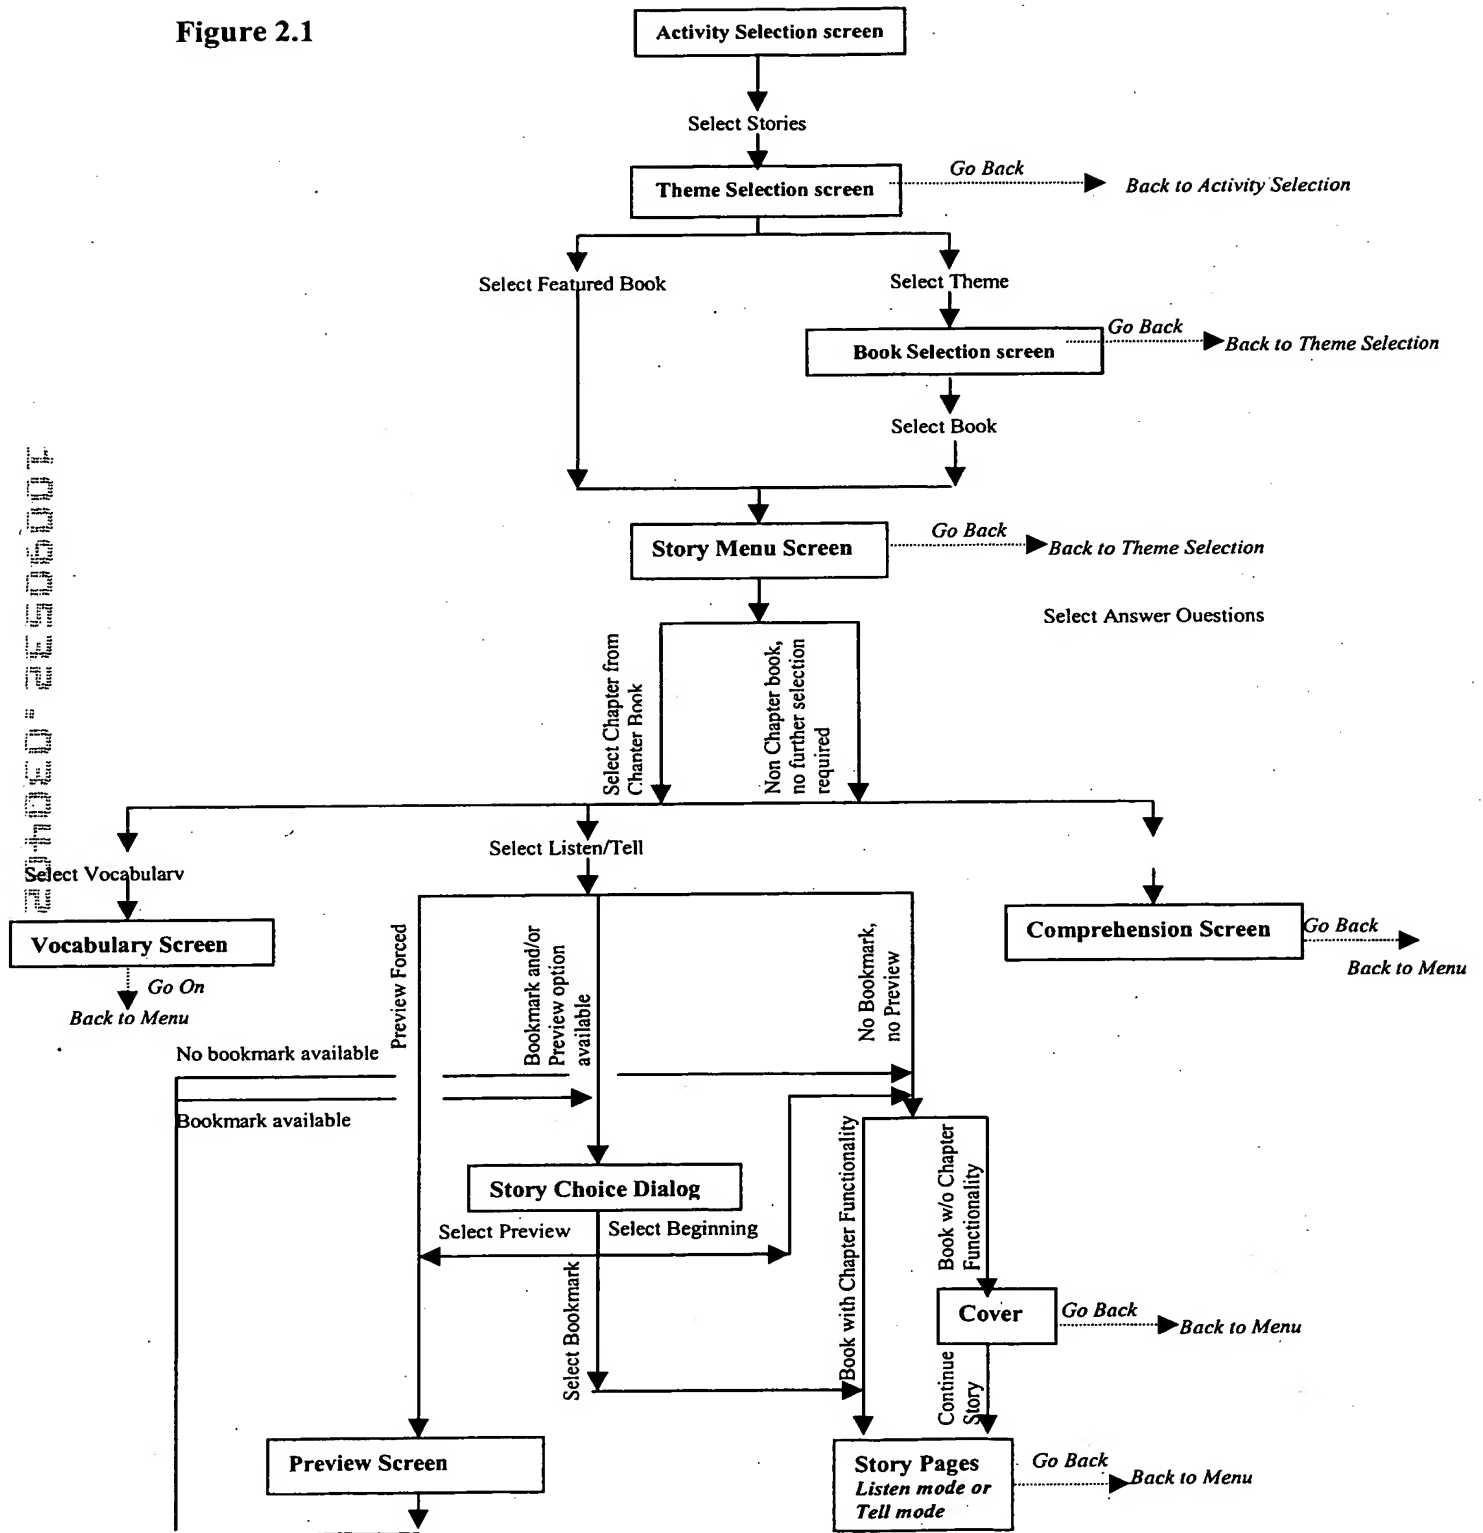 Figure 2.1
Activity Selection screen
Select Stories
Theme Selection screen
Go Back
Back to Activity Selection
Select Featured Book
Select Theme
Book Selection screen
Go Back
Back to Theme Selection
Select Book
Story Menu Screen
Go Back
Back to Theme Selection
Select Answer Ouestions
Select Chapter from
Chanter Book
Non Chapter book,
no further selection
required
10090532.030402
Select Vocabularv
Select Listen/Tell
Vocabulary Screen
Go On
Back to Menu
Comprehension Screen
Go Back
Back to Menu
Preview Forced
Bookmark and/or
Preview option
available
No Bookmark,
no Preview
No bookmark available
Bookmark available
Story Choice Dialog
Select Preview
Select Beginning
Select Bookmark
Book with Chapter Functionality
Book w/o Chapter
Functionality
Cover
Go Back
Back to Menu
Continue
Story
Preview Screen
Story Pages
Listen mode or
Tell mode
Go Back
Back to Menu